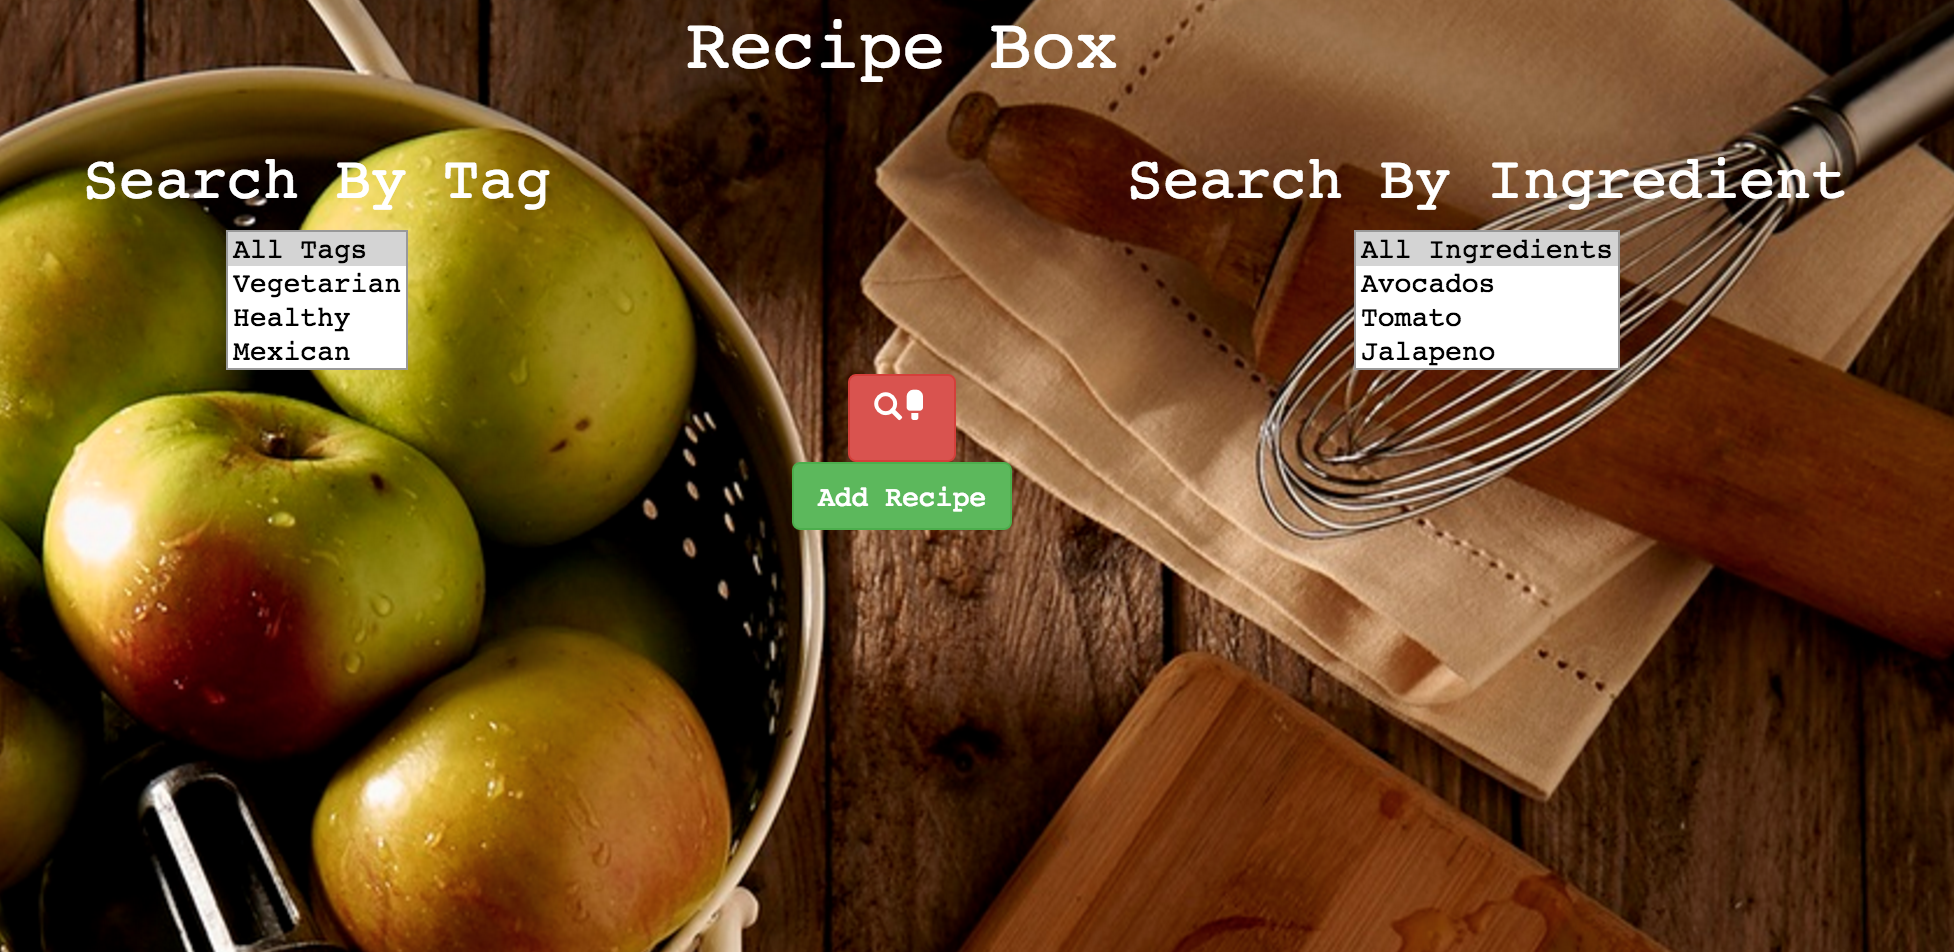 Recipe Box
Search By Tag
All Tags
Vegetarian
Healthy
Mexican
Search By Ingredient
All Ingredients
Avocados
Tomato
Jalapeno
Add Recipe